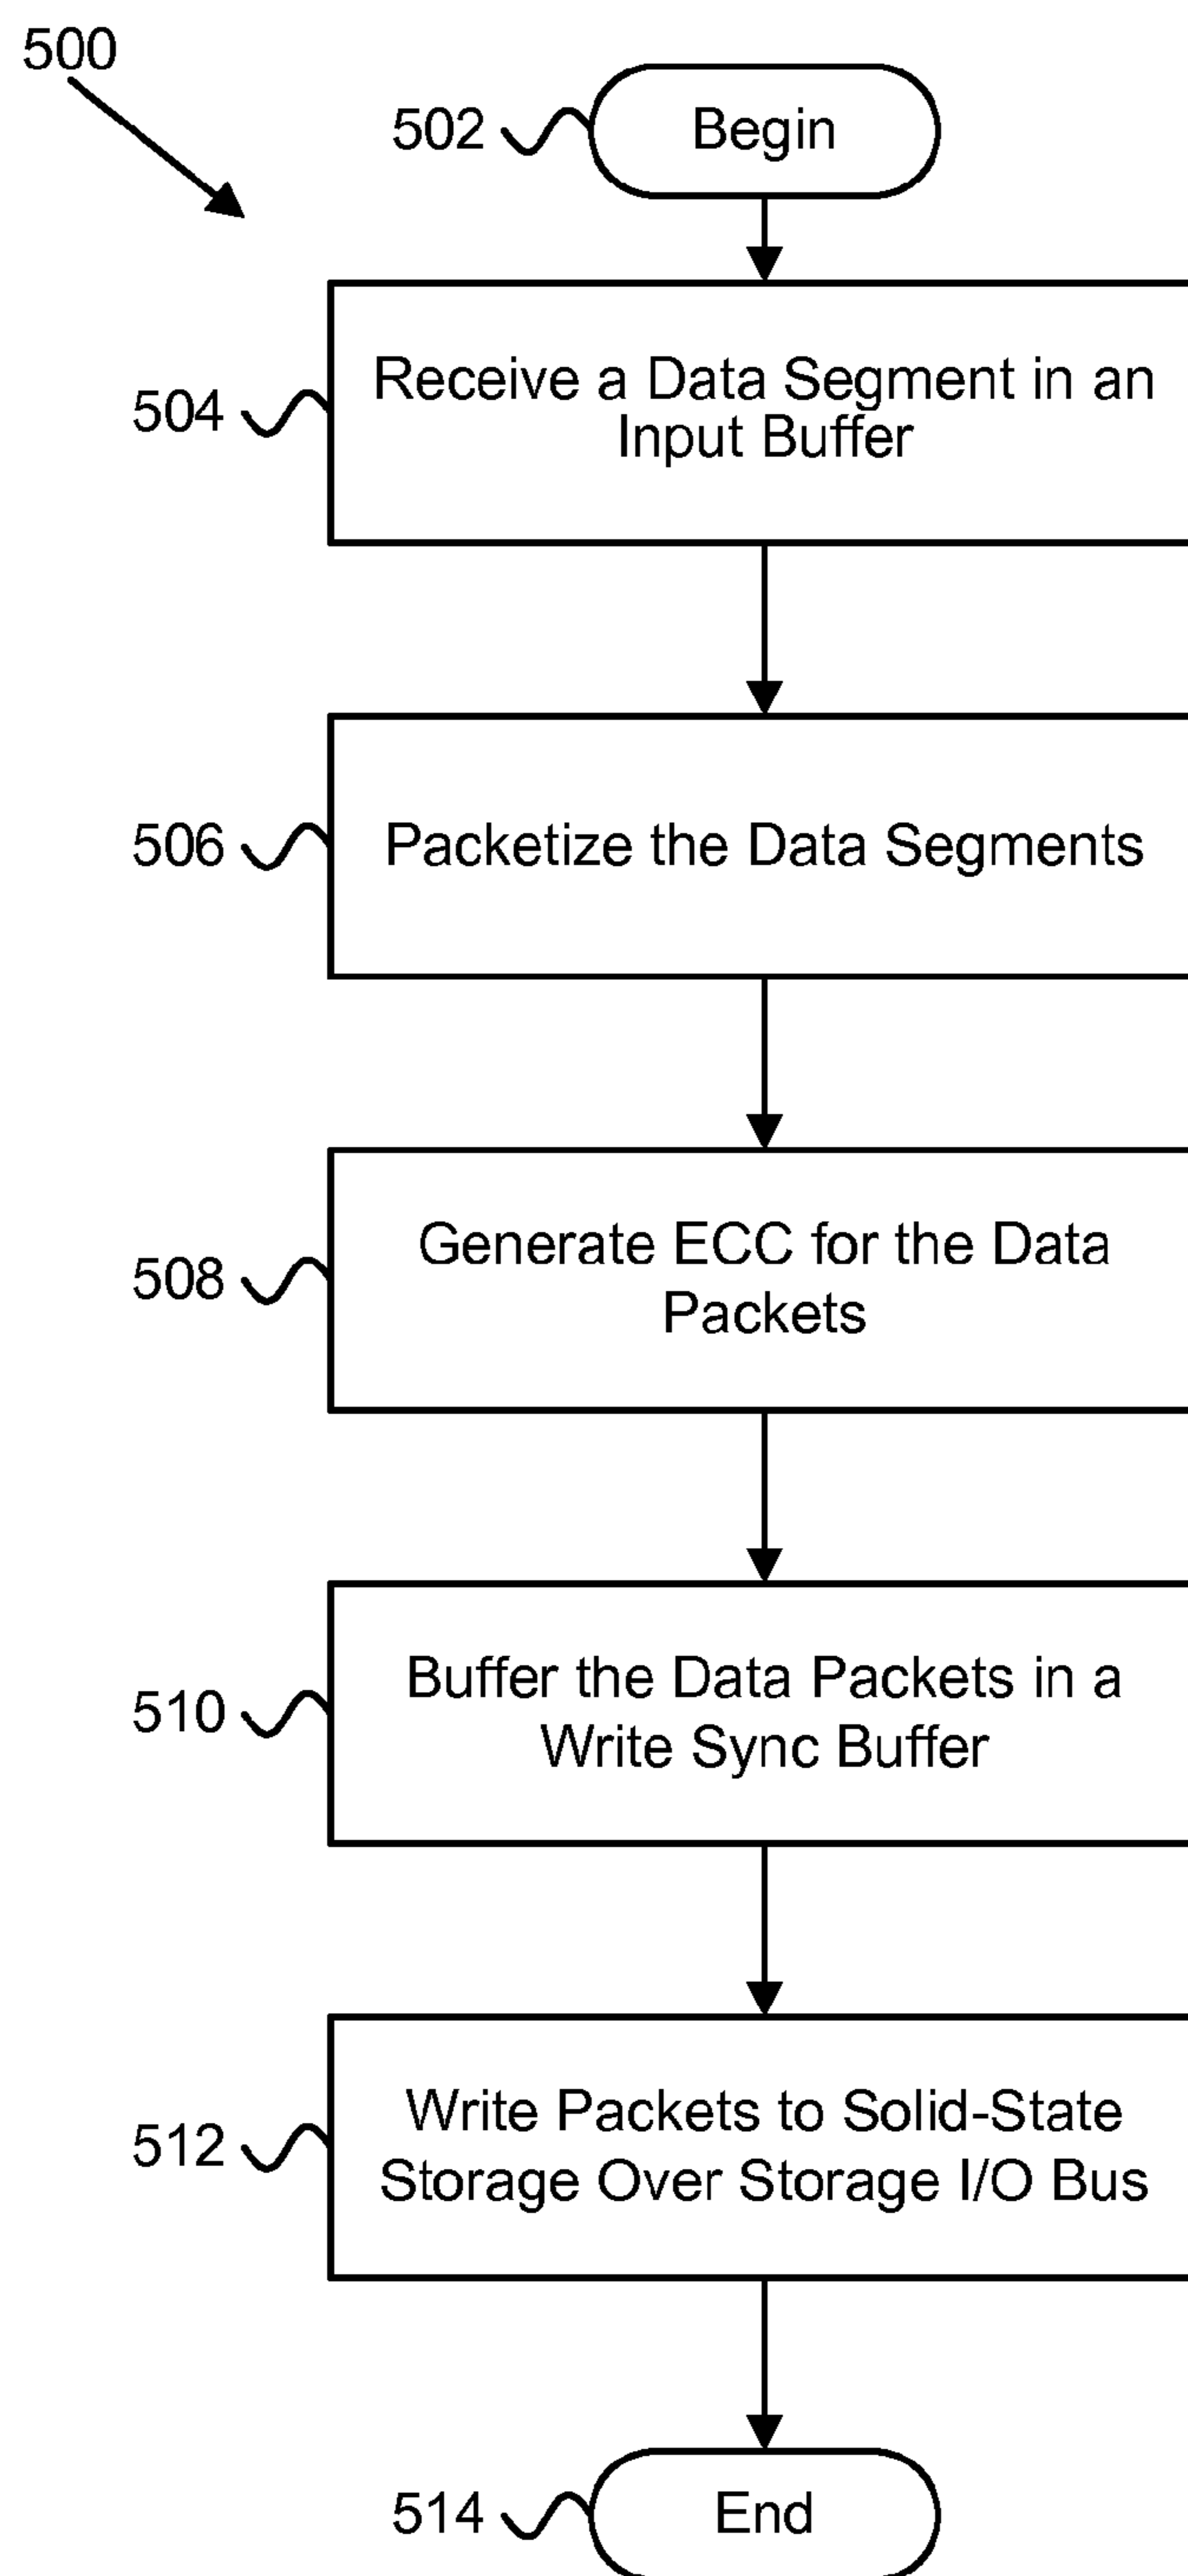 500
502
Begin
504
Receive a Data Segment in an
Input Buffer
506
Packetize the Data Segments
508
Generate ECC for the Data
Packets
510
Buffer the Data Packets in a
Write Sync Buffer
512
Write Packets to Solid-State
Storage Over Storage I/O Bus
514
End